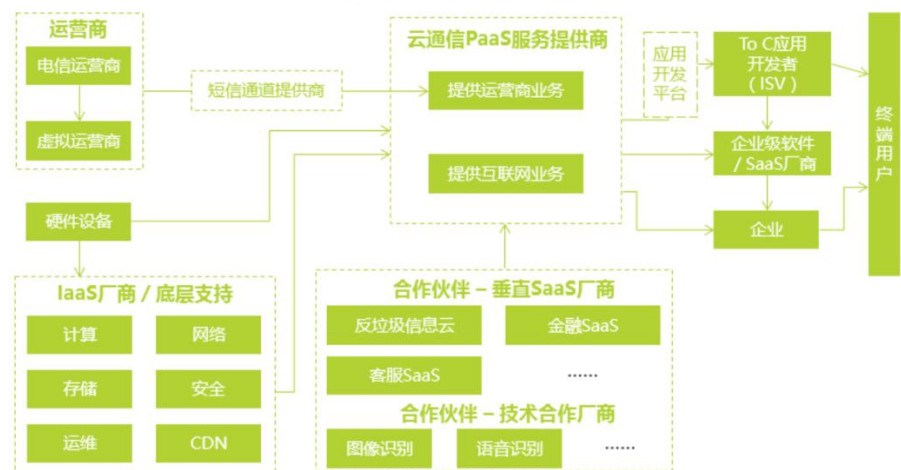 运营商
电信运营商
虚拟运营商
短信通道提供商
云通信PaaS服务提供商
提供运营商业务
提供互联网业务
应用
开发
平台
To C应用
开发者
（ISV）
企业级软件
/ SaaS厂商
企业
终
端
用
户
硬件设备
IaaS厂商 / 底层支持
计算
网络
存储
安全
运维
CDN
合作伙伴 – 垂直SaaS厂商
反垃圾信息云
金融SaaS
客服SaaS
······
合作伙伴 – 技术合作厂商
图像识别
语音识别
······